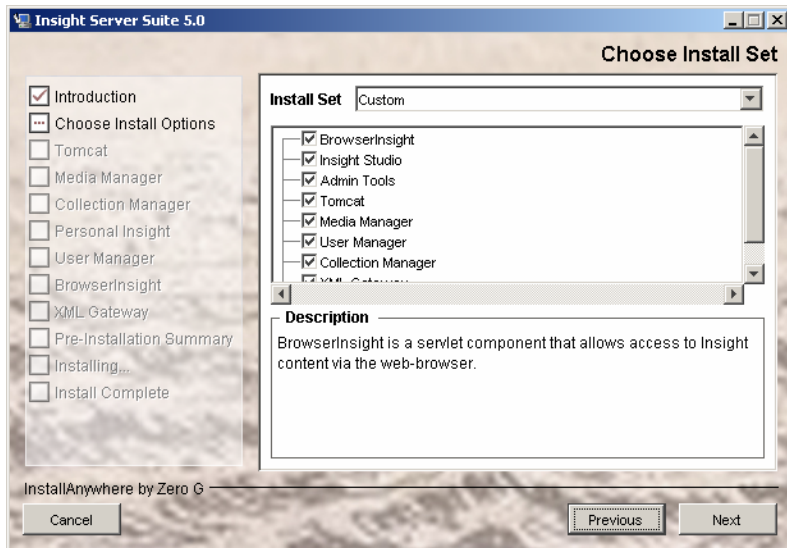 Insight Server Suite 5.0
Choose Install Set
Introduction
Choose Install Options
Tomcat
Media Manager
Collection Manager
Personal Insight
User Manager
BrowserInsight
XML Gateway
Pre-Installation Summary
Installing...
Install Complete
Install Set Custom
BrowserInsight
Insight Studio
Admin Tools
Tomcat
Media Manager
User Manager
Collection Manager
XML Gateway
Description
BrowserInsight is a servlet component that allows access to Insight
content via the web-browser.
InstallAnywhere by Zero G
Cancel
Previous
Next